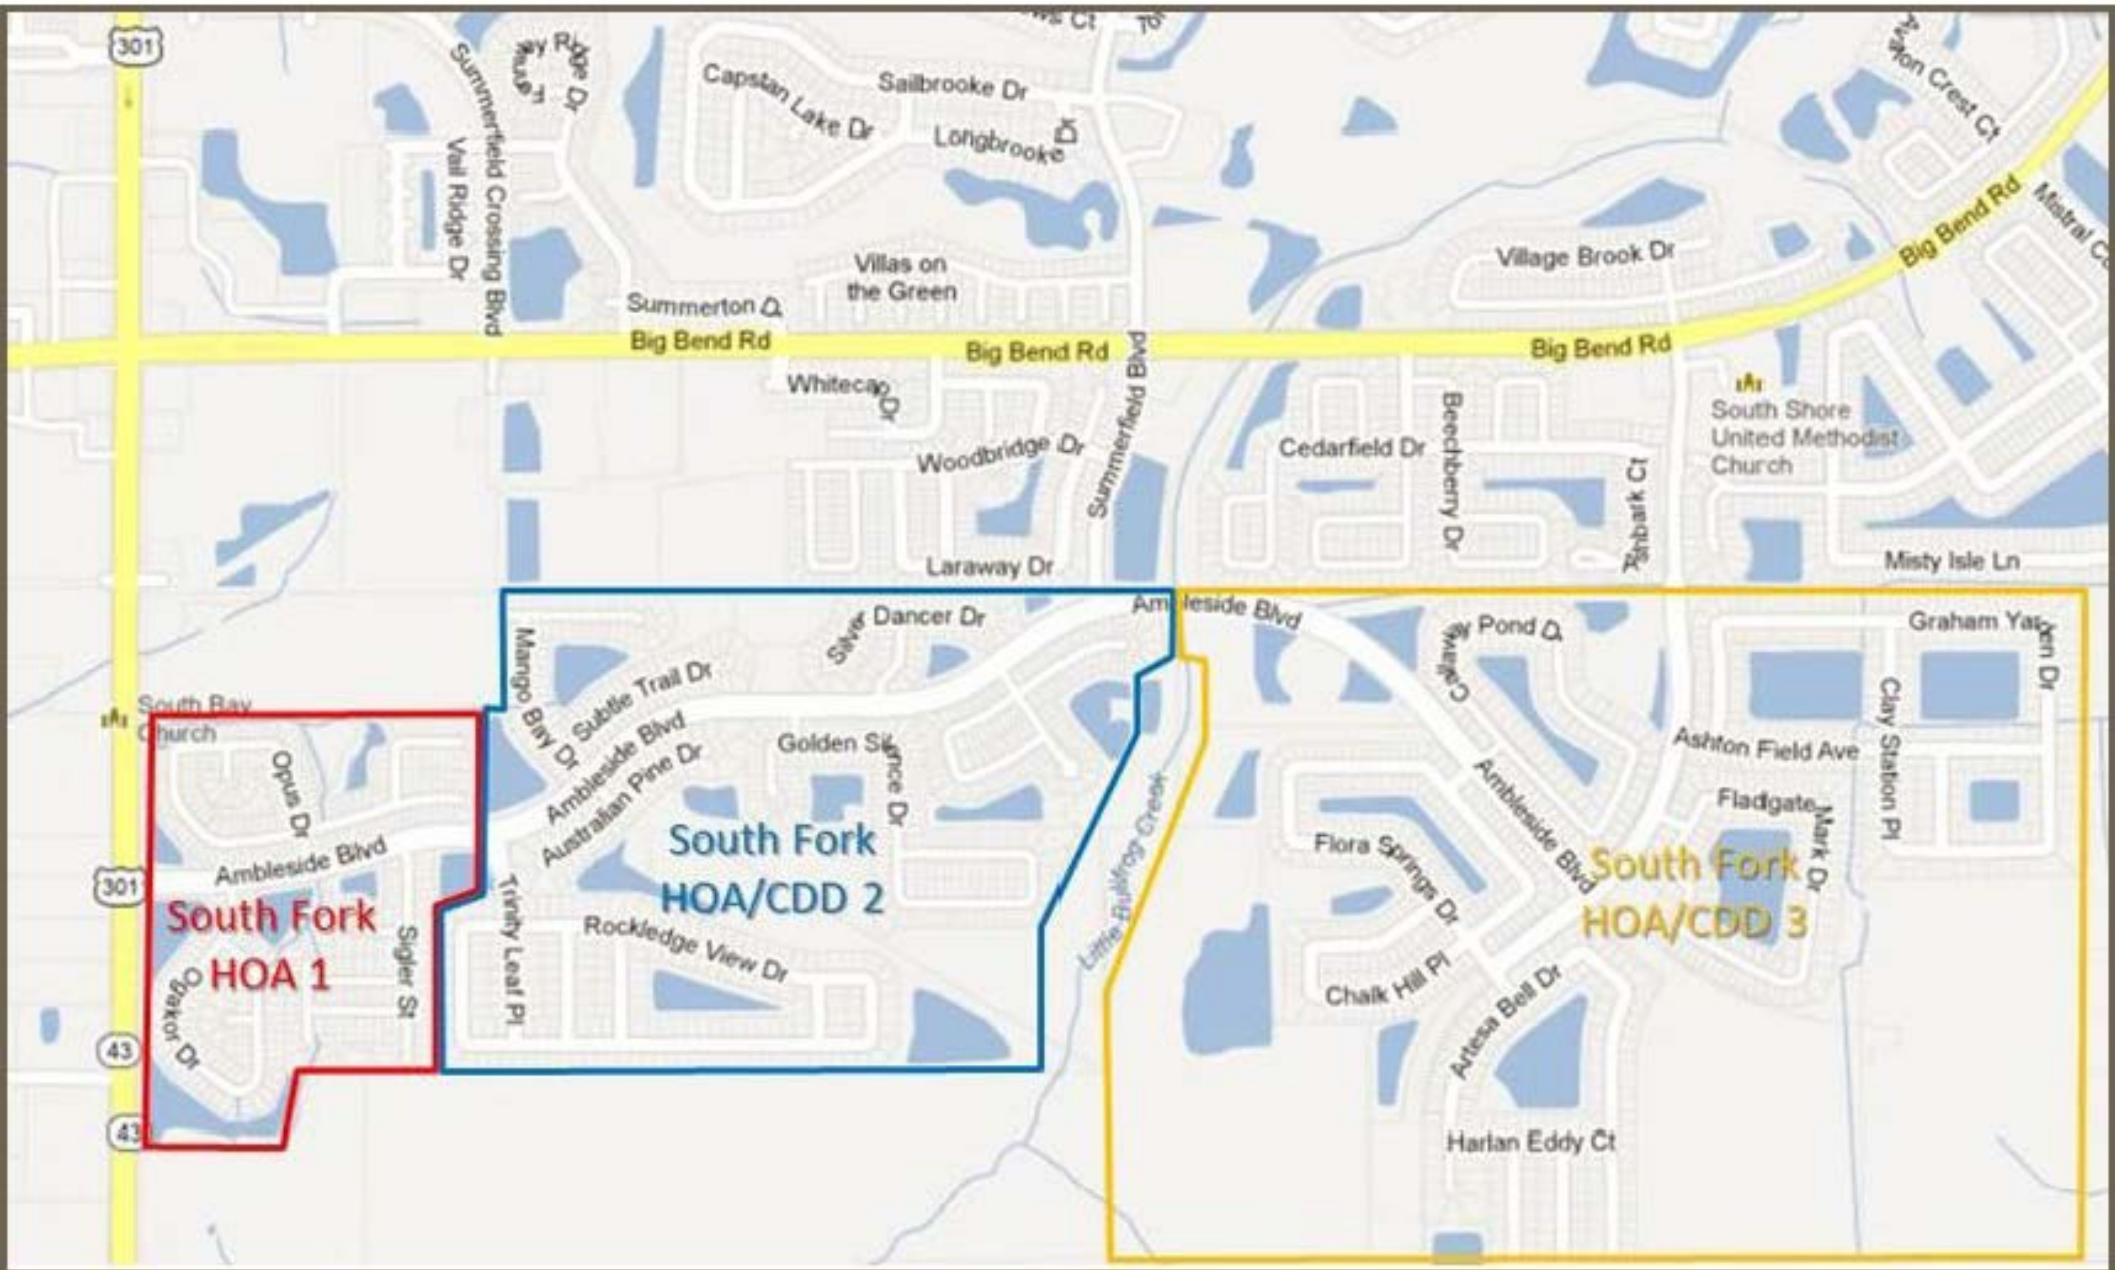 301
Summerfield Crossing Blvd
Vail Ridge Dr
Capstan Lake Dr
Sailbrooke Dr
Longbrooke Dr
Avalon Crest Ct
Mistral
Village Brook Dr
Villas on
the Green
Summerton
Big Bend Rd
Big Bend Rd
Big Bend Rd
Big Bend Rd
Whitecap Dr
Woodbridge Dr
Summerfield Blvd
Laraway Dr
Cedarfield Dr
Beechberry Dr
Ashbark Ct
South Shore
United Methodist
Church
Misty Isle Ln
Ambleside Blvd
Silver Dancer Dr
Mango Bay Dr
Subtle Trail Dr
Ambleside Blvd
Australian Pine Dr
Golden Silence Dr
South Bay
Church
Opus Dr
Ambleside Blvd
301
South Fork
HOA 1
Sigler St
Ogakor Dr
43
43
South Fork
HOA/CDD 2
Trinity Leaf Pl
Rockledge View Dr
Little Bullfrog Creek
Pond
Graham Yarden Dr
Clay Station Pl
Ashton Field Ave
Fladgate Mark Dr
Ambleside Blvd
South Fork
HOA/CDD 3
Flora Springs Dr
Chalk Hill Pl
Artesa Bell Dr
Harlan Eddy Ct